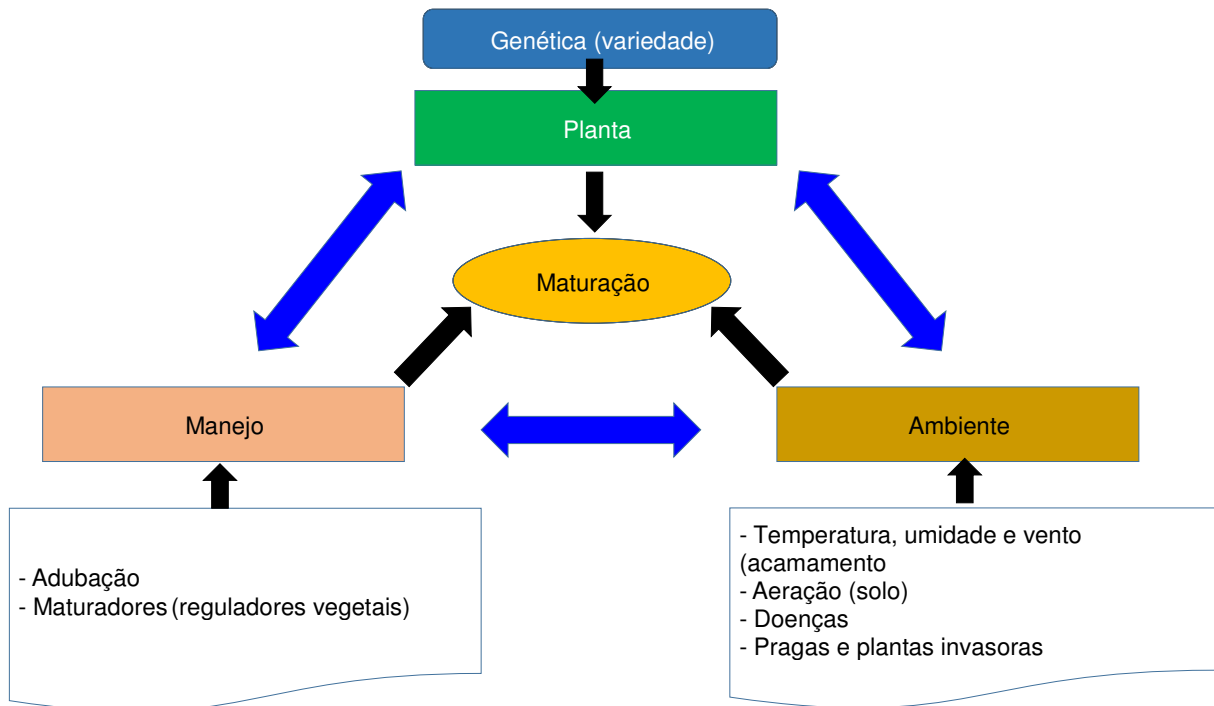 Genética (variedade)
Planta
Maturação
Manejo
Ambiente
- Adubação
- Maturadores (reguladores vegetais)
- Temperatura, umidade e vento
(acamamento
- Aeração (solo)
- Doenças
- Pragas e plantas invasoras